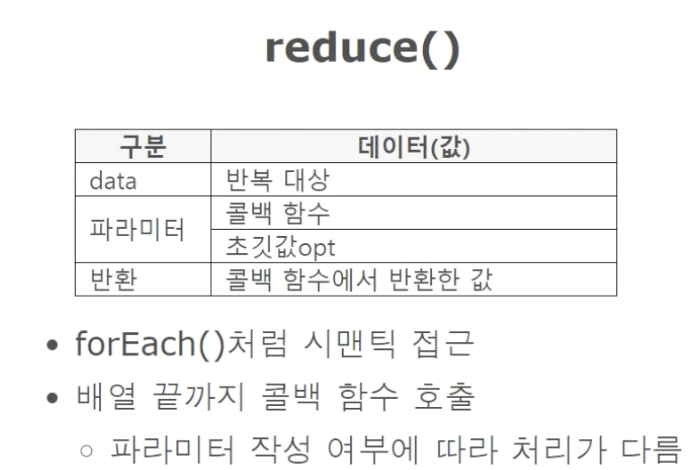 reduce()
구분 데이터(값)
data 반복 대상
파라미터 콜백 함수
초깃값opt
반환 콜백 함수에서 반환한 값
• forEach()처럼 시맨틱 접근
• 배열 끝까지 콜백 함수 호출
○ 파라미터 작성 여부에 따라 처리가 다름